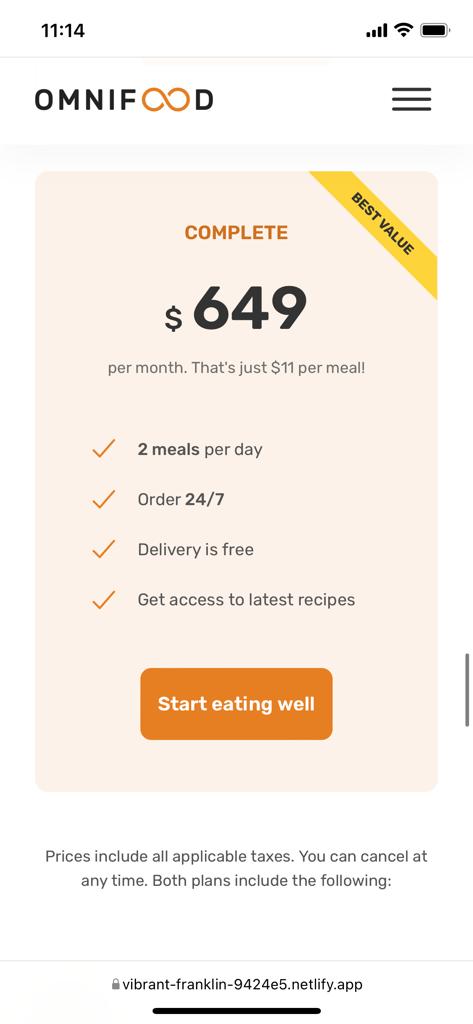 11:14
OMNIFOOD
BEST VALUE
COMPLETE
$ 649
per month. That's just $11 per meal!
2 meals per day
Order 24/7
Delivery is free
Get access to latest recipes
Start eating well
Prices include all applicable taxes. You can cancel at
any time. Both plans include the following:
vibrant-franklin-9424e5.netlify.app